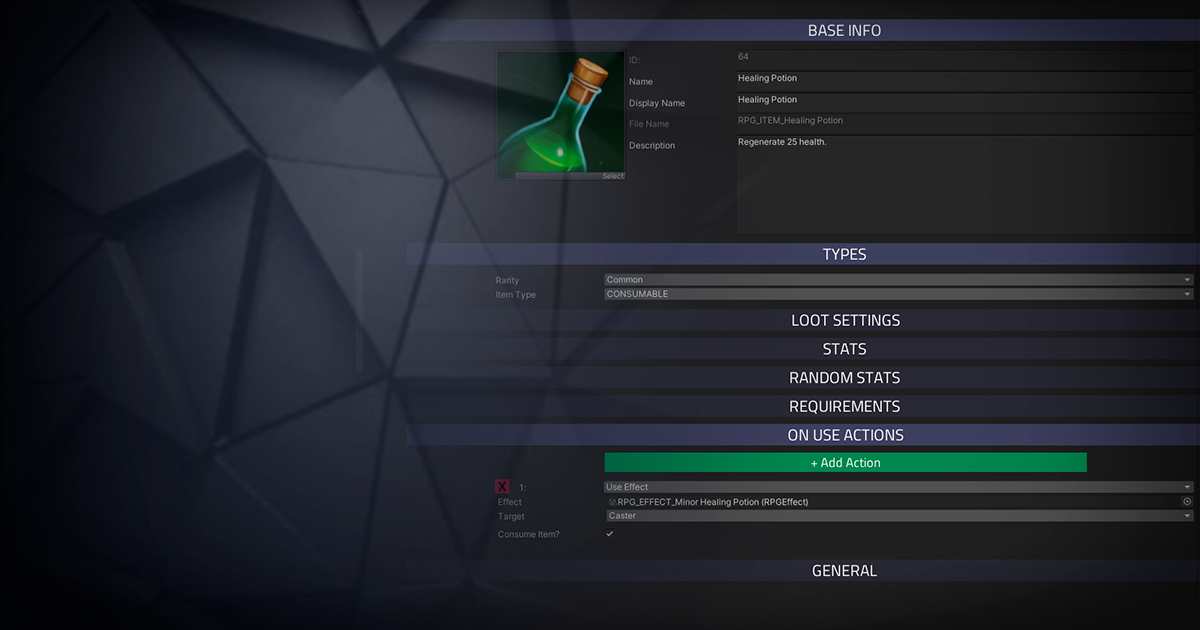 BASE INFO
ID: 64
Name Healing Potion
Display Name Healing Potion
File Name RPG_ITEM_Healing Potion
Description Regenerate 25 health.
Select
TYPES
Rarity Common
Item Type CONSUMABLE
LOOT SETTINGS
STATS
RANDOM STATS
REQUIREMENTS
ON USE ACTIONS
+ Add Action
X 1: Use Effect
Effect RPG_EFFECT_Minor Healing Potion (RPGEffect)
Target Caster
Consume Item?
GENERAL